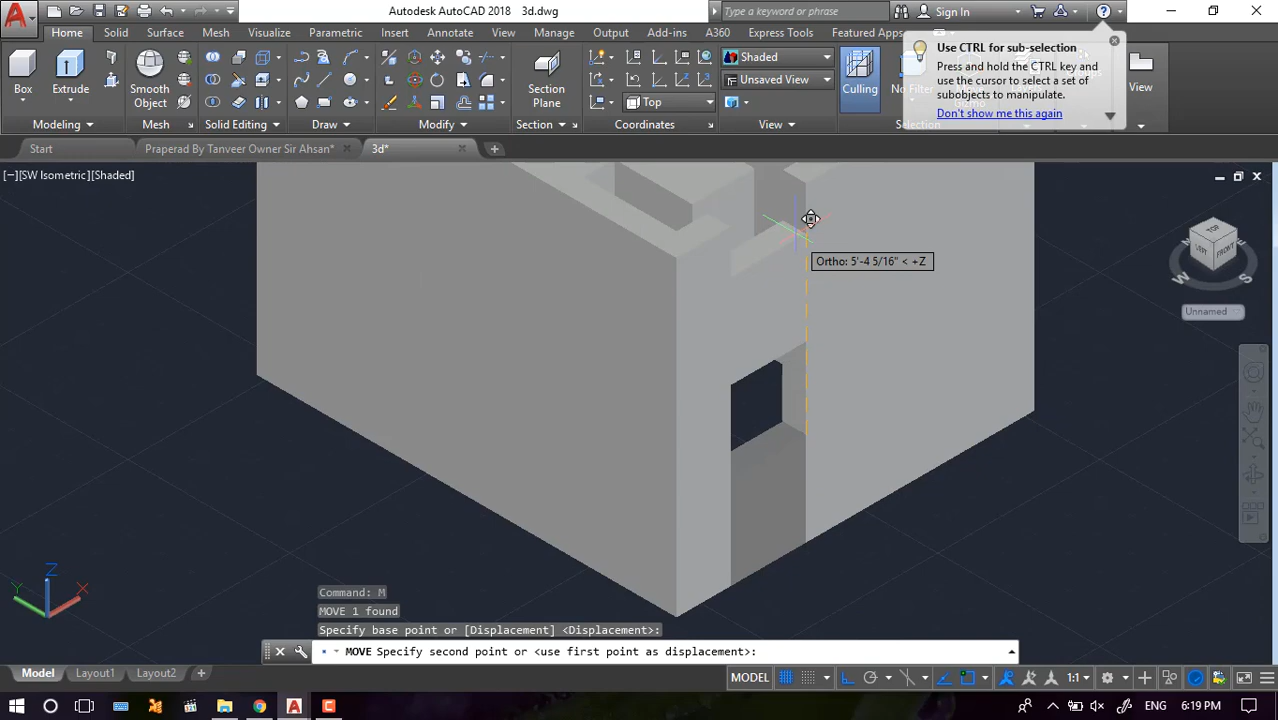 Autodesk AutoCAD 2018 3d.dwg
Type a keyword or phrase
Sign In
Home Solid Surface Mesh Visualize Parametric Insert Annotate View Manage Output Add-ins A360 Express Tools Featured Apps
Box
Extrude
Smooth
Object
Section
Plane
Shaded
Unsaved View
Top
Culling
No Filter
View
Modeling
Mesh
Solid Editing
Draw
Modify
Section
Coordinates
View
Selection
Use CTRL for sub-selection
Press and hold the CTRL key and
use the cursor to select a set of
subobjects to manipulate.
Don't show me this again
Start
Praperad By Tanveer Owner Sir Ahsan*
3d*
[−][SW Isometric][Shaded]
TOP
W
S
Unnamed
Ortho: 5'-4 5/16" < +Z
Z
Y
X
Command: M
MOVE 1 found
Specify base point or [Displacement] <Displacement>:
MOVE Specify second point or <use first point as displacement>:
Model Layout1 Layout2
MODEL
1:1
ENG 6:19 PM